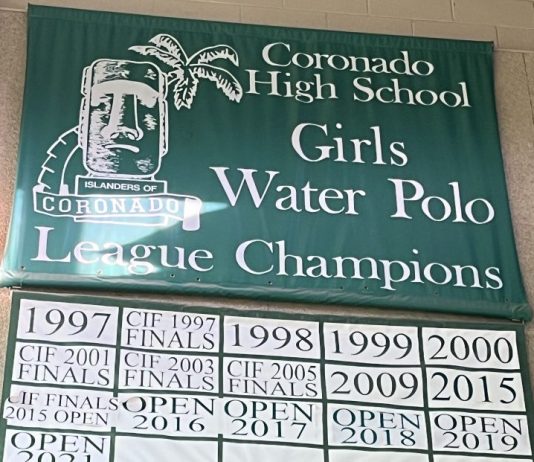 Coronado
High School
Girls
Water Polo
ISLANDERS OF
CORONADO
League Champions
1997
CIF 1997
FINALS
1998
1999
2000
CIF 2001
FINALS
CIF 2003
FINALS
CIF 2005
FINALS
2009
2015
CIF FINALS
2015 OPEN
OPEN
2016
OPEN
2017
OPEN
2018
OPEN
2019
OPEN
2021